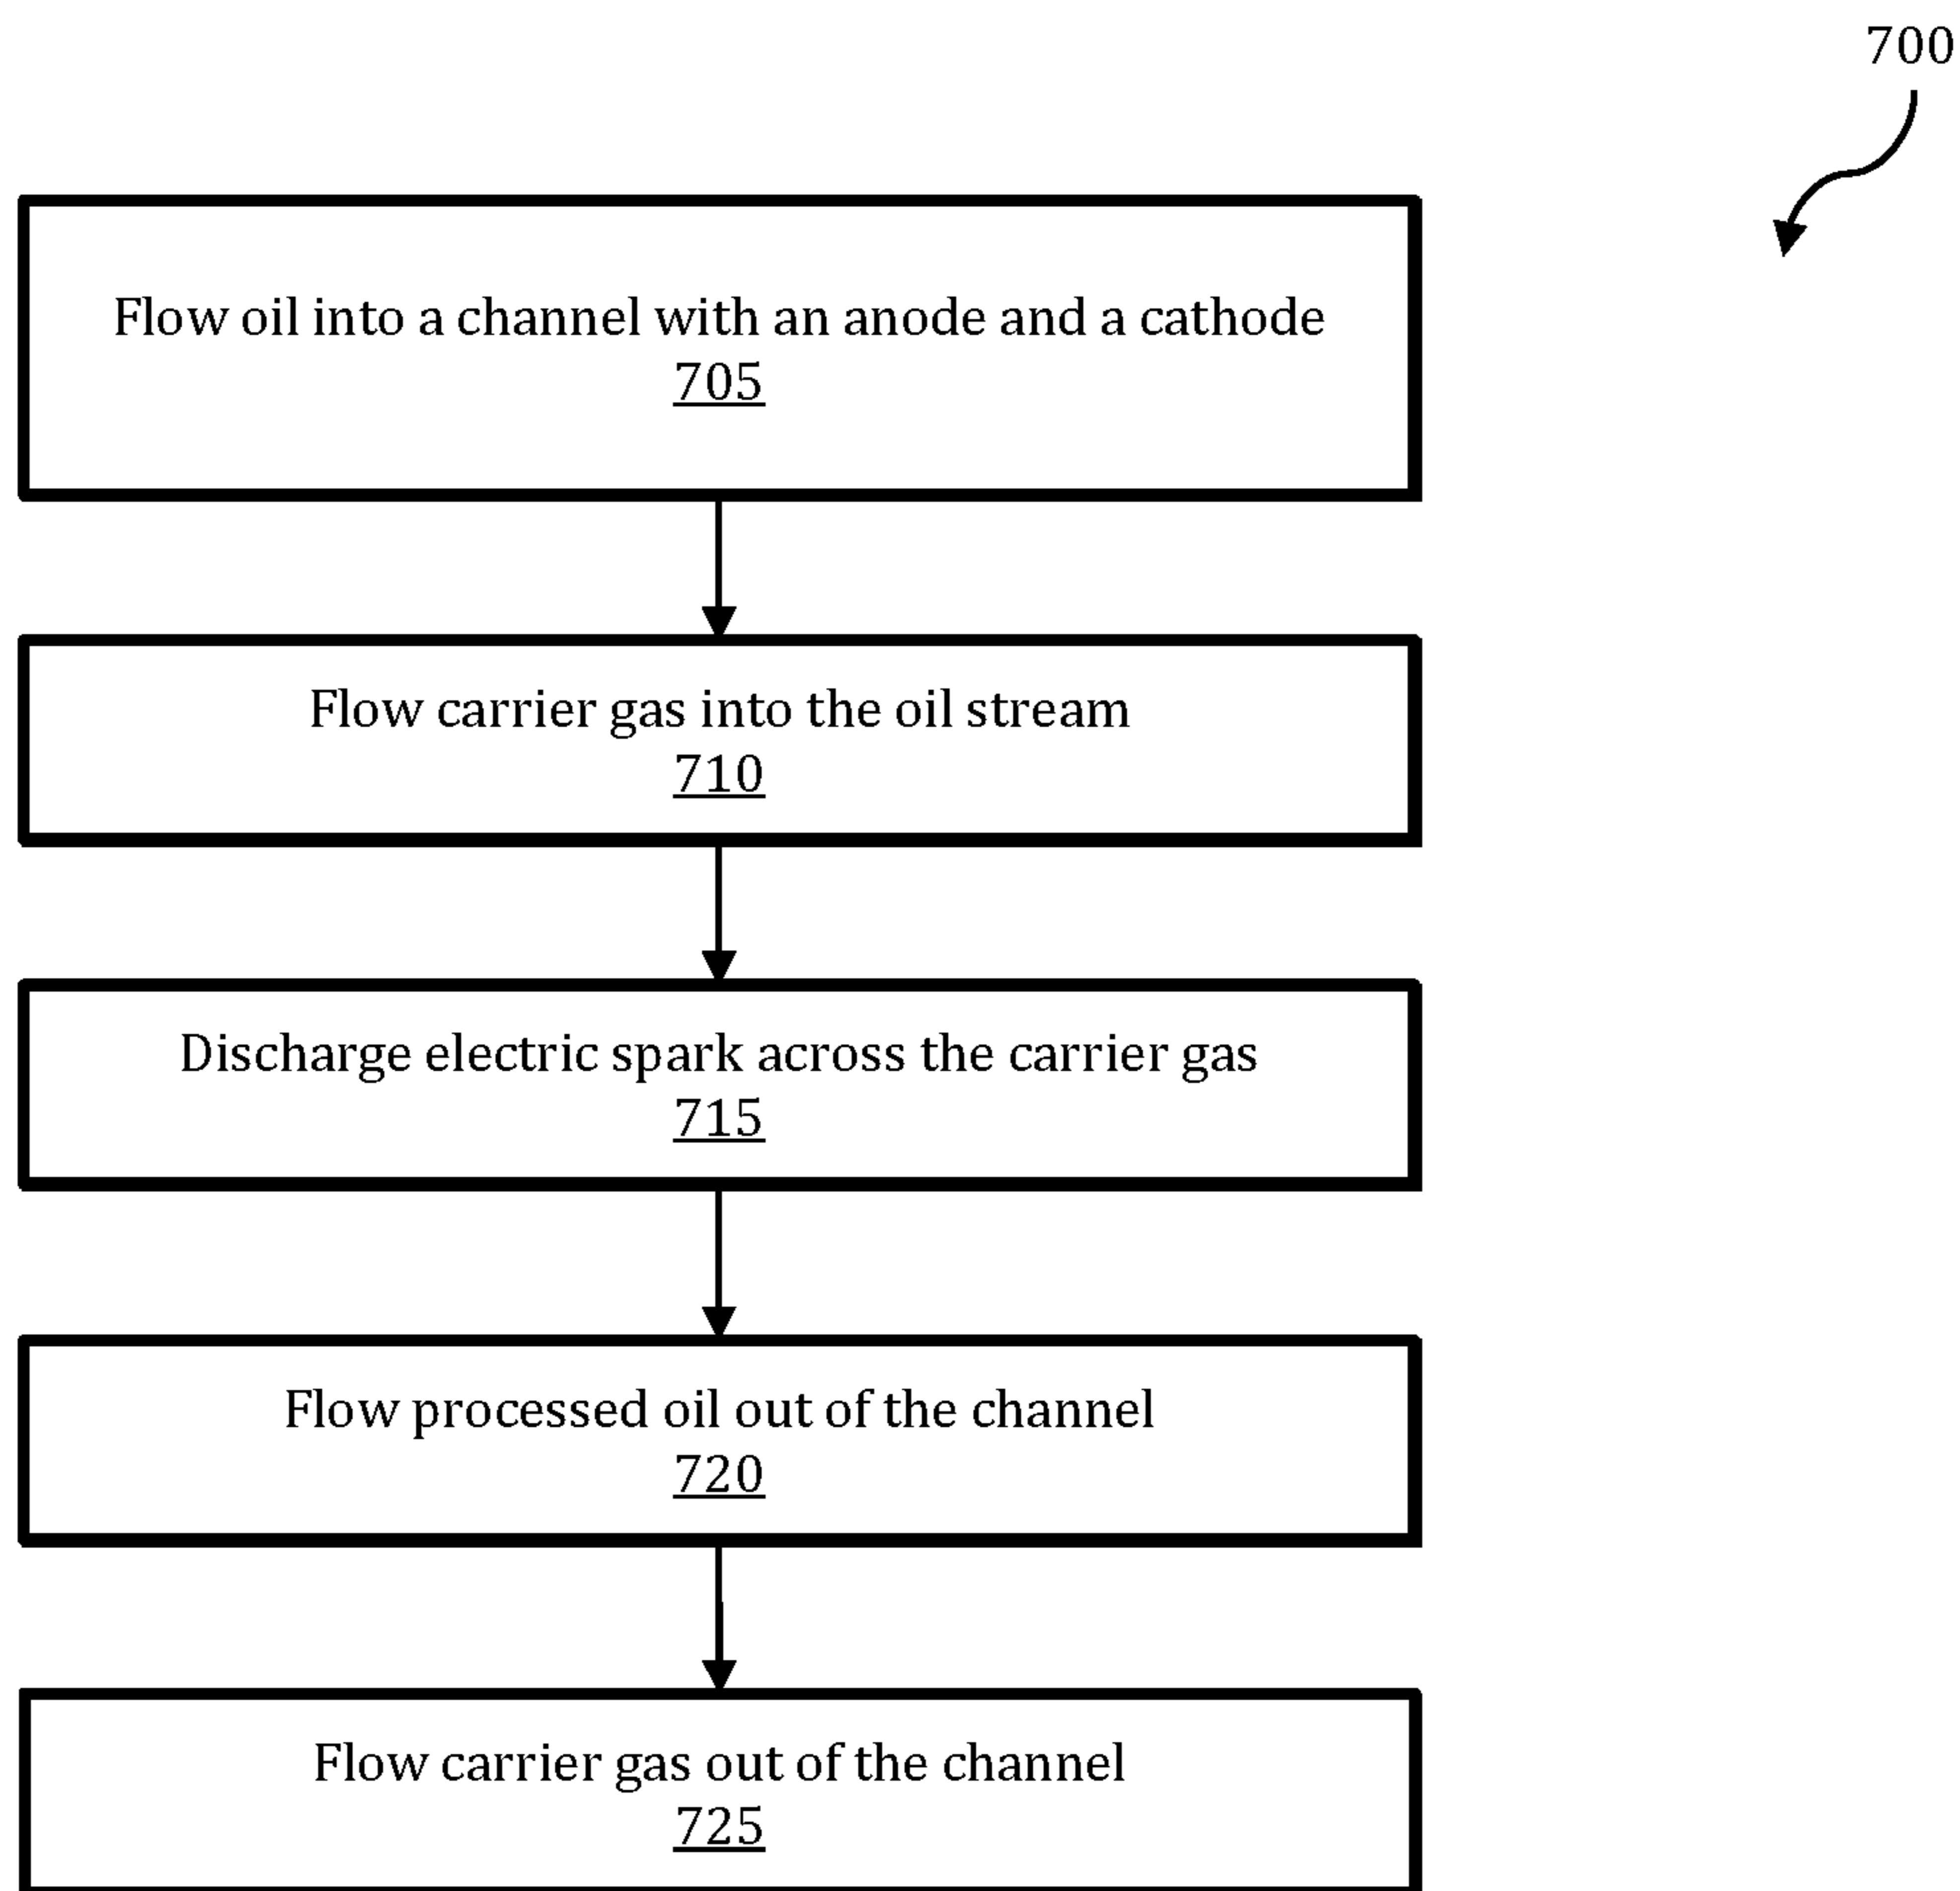 700
Flow oil into a channel with an anode and a cathode
705
Flow carrier gas into the oil stream
710
Discharge electric spark across the carrier gas
715
Flow processed oil out of the channel
720
Flow carrier gas out of the channel
725